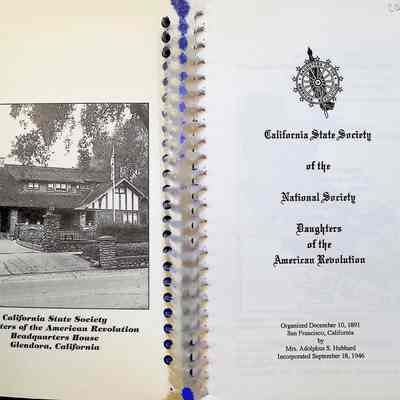 California State Society
ters of the American Revolution
Headquarters House
Glendora, California
California State Society
of the
National Society
Daughters
of the
American Revolution
Organized December 10, 1891
San Francisco, California
by
Mrs. Adolphus S. Hubbard
Incorporated September 18, 1946